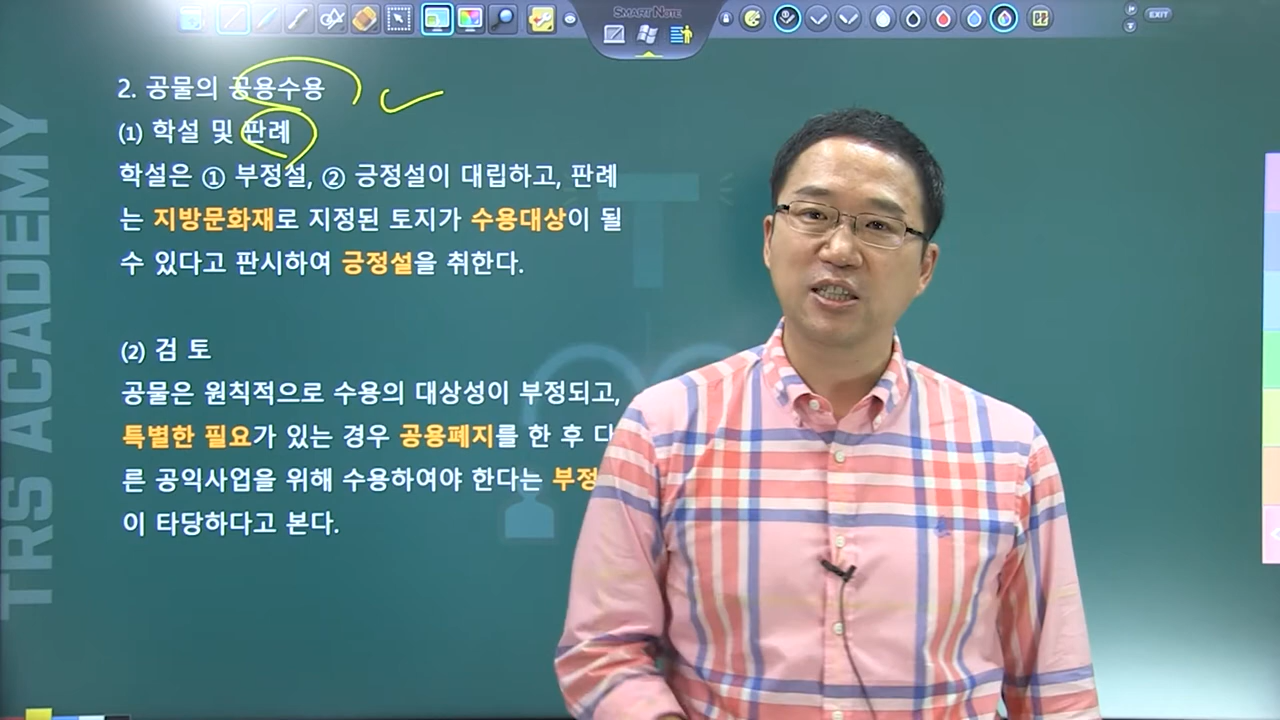 SMART NOTE
EXIT
2. 공물의 공용수용
(1) 학설 및 판례
학설은 ① 부정설, ② 긍정설이 대립하고, 판례
는 지방문화재로 지정된 토지가 수용대상이 될
수 있다고 판시하여 긍정설을 취한다.
(2) 검 토
공물은 원칙적으로 수용의 대상성이 부정되고,
특별한 필요가 있는 경우 공용폐지를 한 후 다
른 공익사업을 위해 수용하여야 한다는 부정
이 타당하다고 본다.
TRS ACADEMY